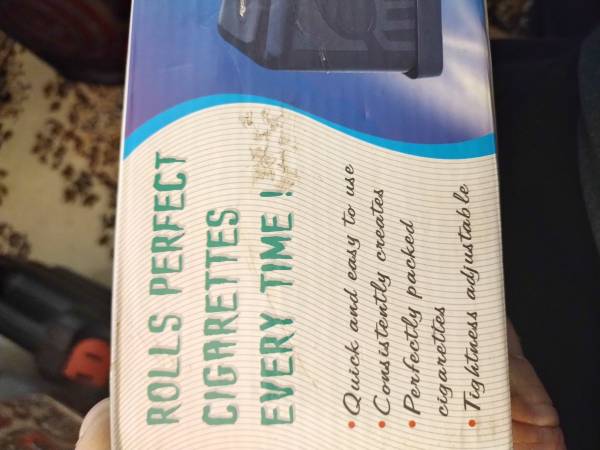 ROLLS PERFECT
CIGARETTES
EVERY TIME !
• Quick and easy to use
• Consistently creates
• Perfectly packed
cigarettes
• Tightness adjustable